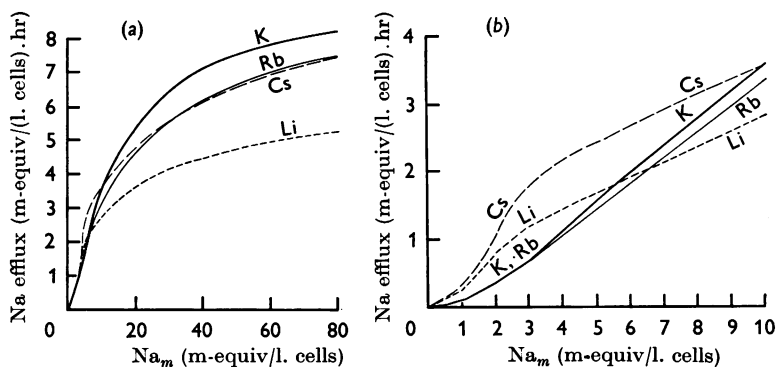 (a)
Na efflux (m-equiv/(l. cells).hr)
8
7
6
5
4
3
2
1
0
20
40
60
80
K
Rb
Cs
Li
Na_m (m-equiv/l. cells)
(b)
Na efflux (m-equiv/(l. cells).hr)
4
3
2
1
0
1
2
3
4
5
6
7
8
9
10
Cs
K
Rb
Li
Cs
Li
K, Rb
Na_m (m-equiv/l. cells)